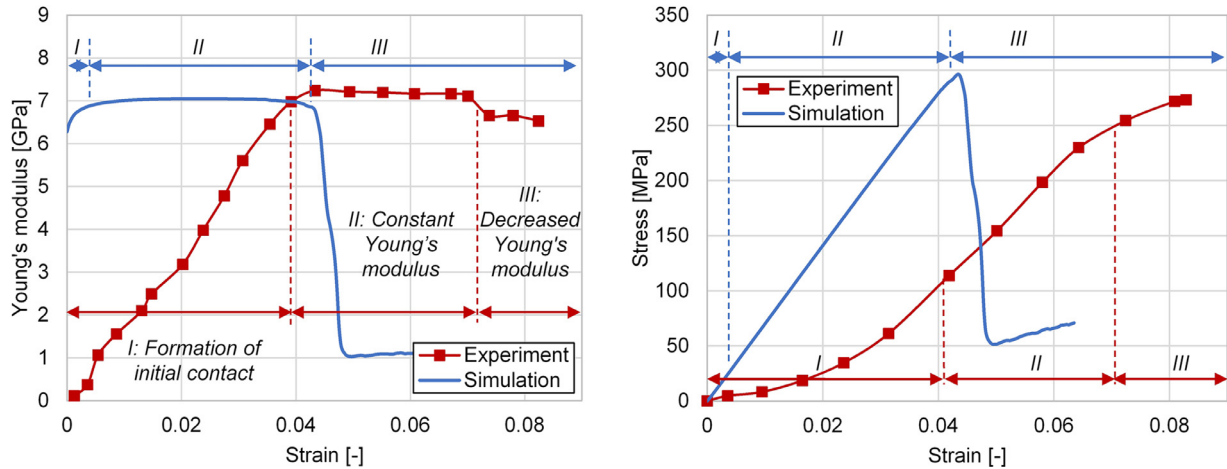 9
8
7
6
5
4
3
2
1
0
Young's modulus [GPa]
I
II
III
II: Constant
Young's
modulus
III:
Decreased
Young's
modulus
I: Formation of
initial contact
Experiment
Simulation
0
0.02
0.04
0.06
0.08
Strain [-]
350
300
250
200
150
100
50
0
Stress [MPa]
I
II
III
Experiment
Simulation
I
II
III
0
0.02
0.04
0.06
0.08
Strain [-]